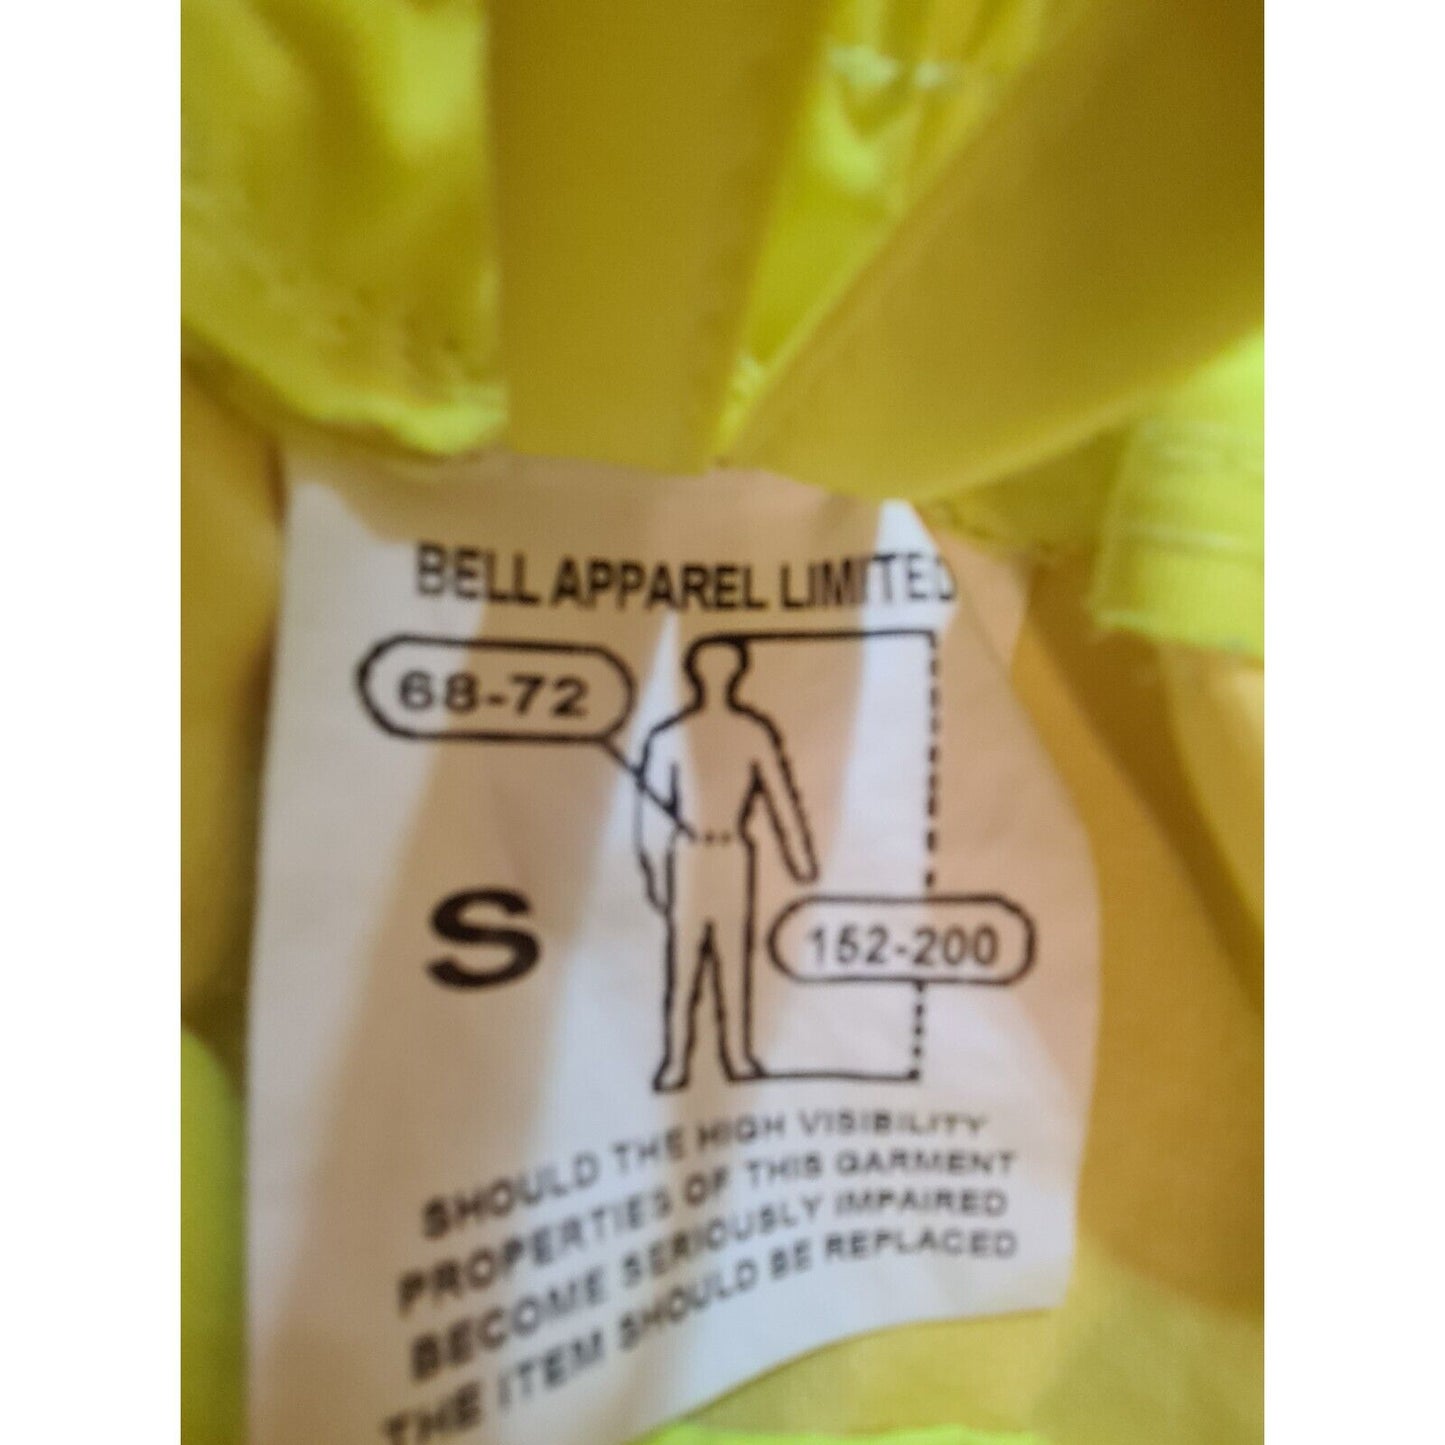 BELL APPAREL LIMITED
68-72
S
152-200
SHOULD THE HIGH VISIBILITY
PROPERTIES OF THIS GARMENT
BECOME SERIOUSLY IMPAIRED
THE ITEM SHOULD BE REPLACED